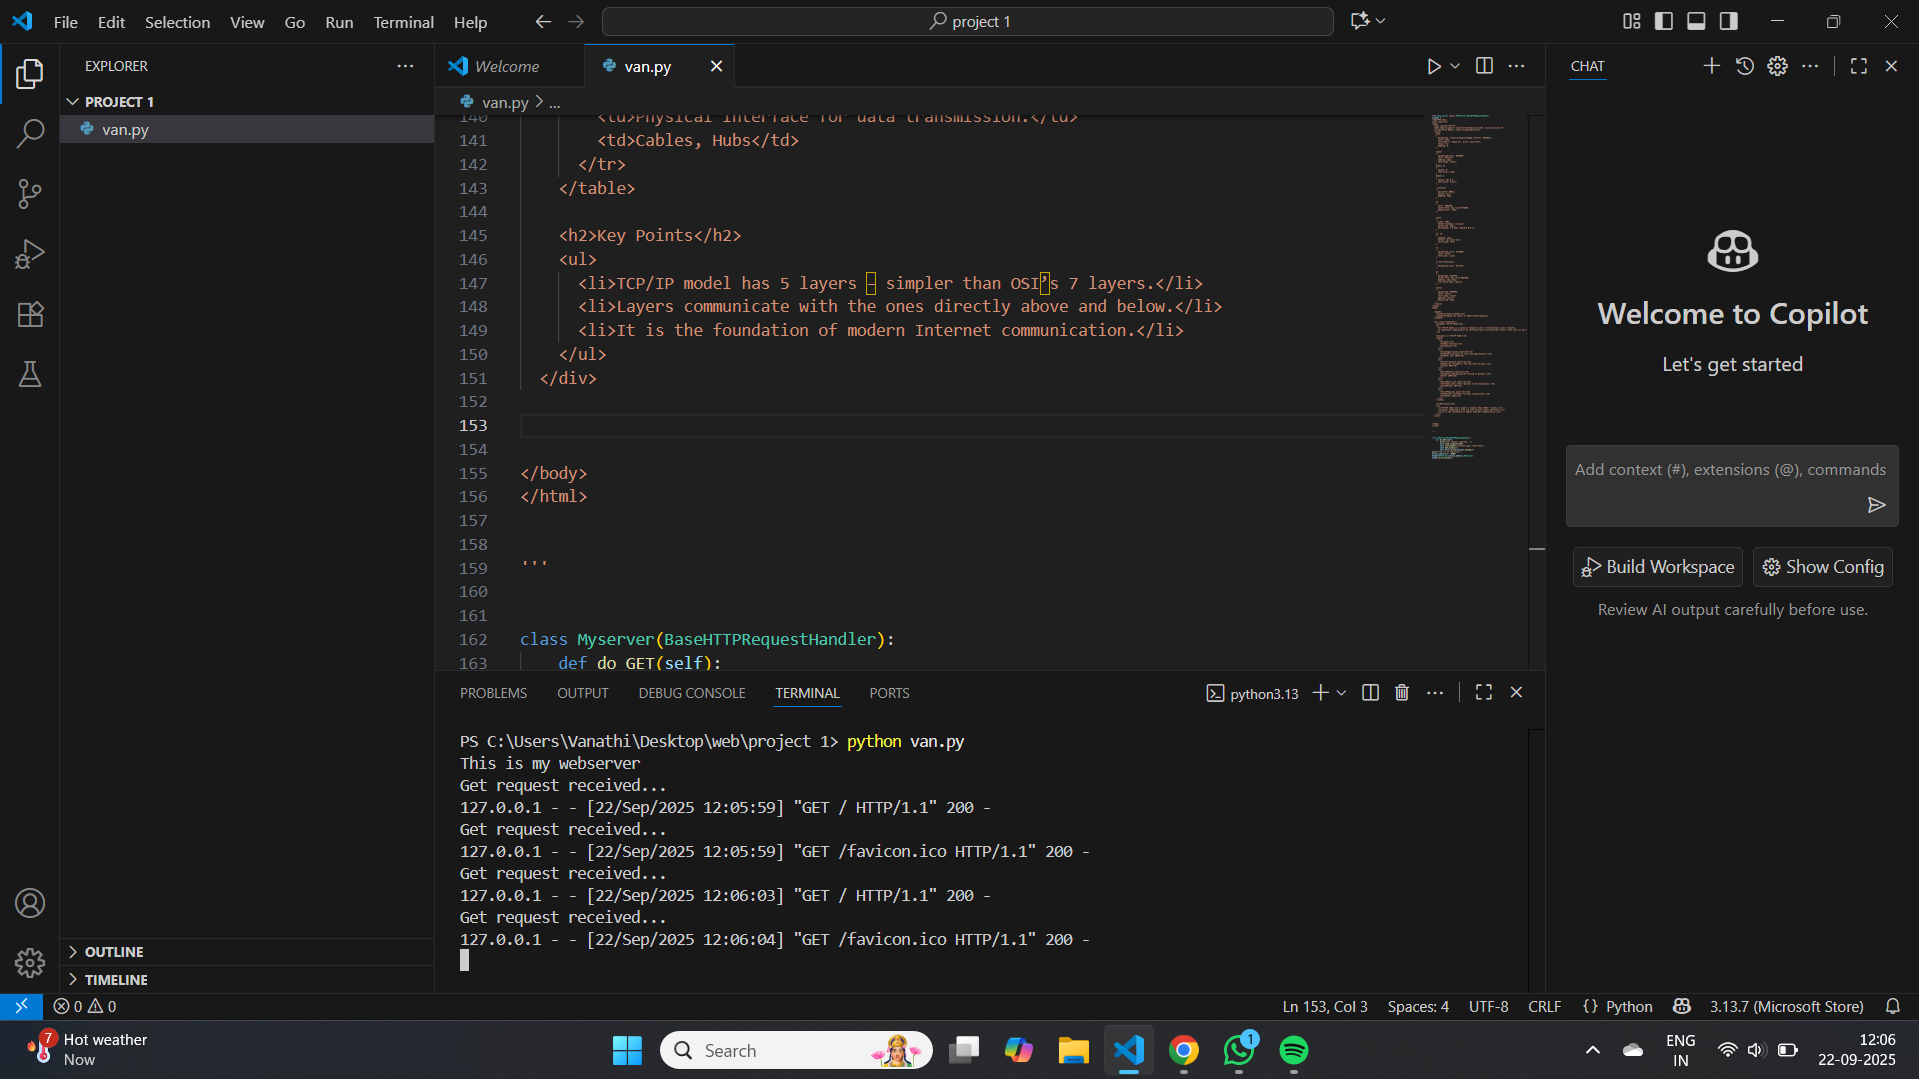 File Edit Selection View Go Run Terminal Help
project 1
EXPLORER
PROJECT 1
van.py
OUTLINE
TIMELINE
Welcome
van.py
van.py > ...
140 <td>Physical interface for data transmission.</td>
141 <td>Cables, Hubs</td>
142 </tr>
143 </table>
144
145 <h2>Key Points</h2>
146 <ul>
147 <li>TCP/IP model has 5 layers – simpler than OSI’s 7 layers.</li>
148 <li>Layers communicate with the ones directly above and below.</li>
149 <li>It is the foundation of modern Internet communication.</li>
150 </ul>
151 </div>
152
153
154
155 </body>
156 </html>
157
158
159 '''
160
161
162 class Myserver(BaseHTTPRequestHandler):
163 def do_GET(self):
PROBLEMS OUTPUT DEBUG CONSOLE TERMINAL PORTS
python3.13
PS C:\Users\Vanathi\Desktop\web\project 1> python van.py
This is my webserver
Get request received...
127.0.0.1 - - [22/Sep/2025 12:05:59] "GET / HTTP/1.1" 200 -
Get request received...
127.0.0.1 - - [22/Sep/2025 12:05:59] "GET /favicon.ico HTTP/1.1" 200 -
Get request received...
127.0.0.1 - - [22/Sep/2025 12:06:03] "GET / HTTP/1.1" 200 -
Get request received...
127.0.0.1 - - [22/Sep/2025 12:06:04] "GET /favicon.ico HTTP/1.1" 200 -
CHAT
Welcome to Copilot
Let's get started
Add context (#), extensions (@), commands
Build Workspace
Show Config
Review AI output carefully before use.
0 0
Ln 153, Col 3 Spaces: 4 UTF-8 CRLF {} Python 3.13.7 (Microsoft Store)
7
Hot weather
Now
Search
1
ENG
IN
12:06
22-09-2025